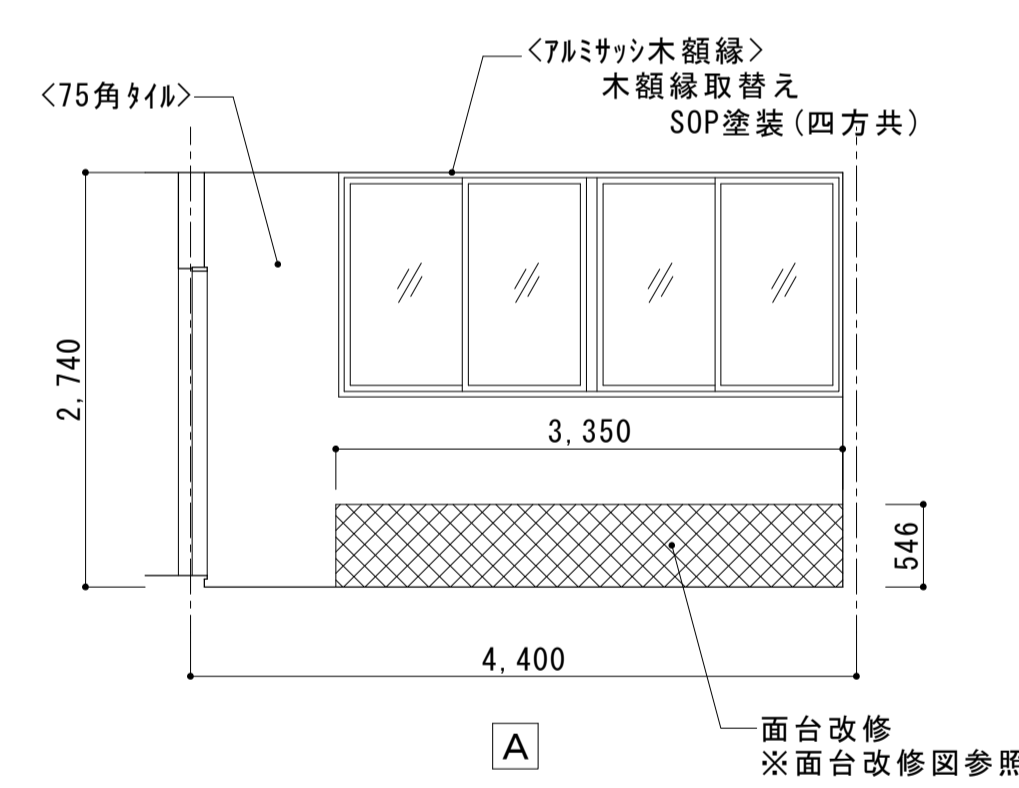 <アルミサッシ木額縁>
木額縁取替え
SOP塗装(四方共)
<75角タイル>
2,740
3,350
546
4,400
A
面台改修
※面台改修図参照